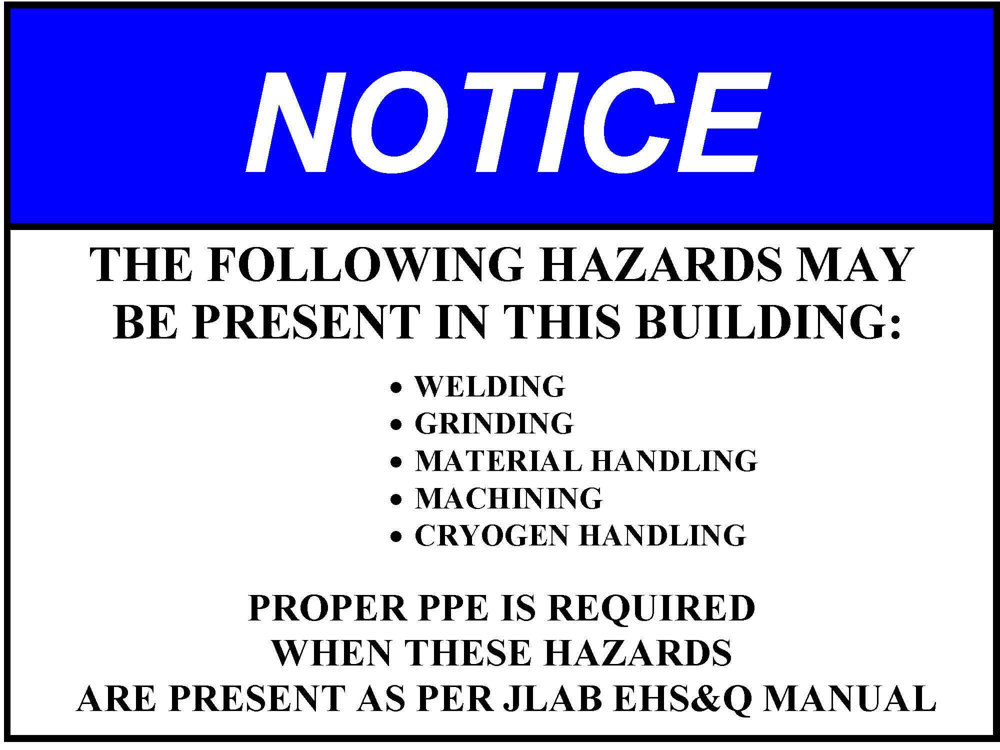 NOTICE
THE FOLLOWING HAZARDS MAY
BE PRESENT IN THIS BUILDING:
• WELDING
• GRINDING
• MATERIAL HANDLING
• MACHINING
• CRYOGEN HANDLING
PROPER PPE IS REQUIRED
WHEN THESE HAZARDS
ARE PRESENT AS PER JLAB EHS&Q MANUAL